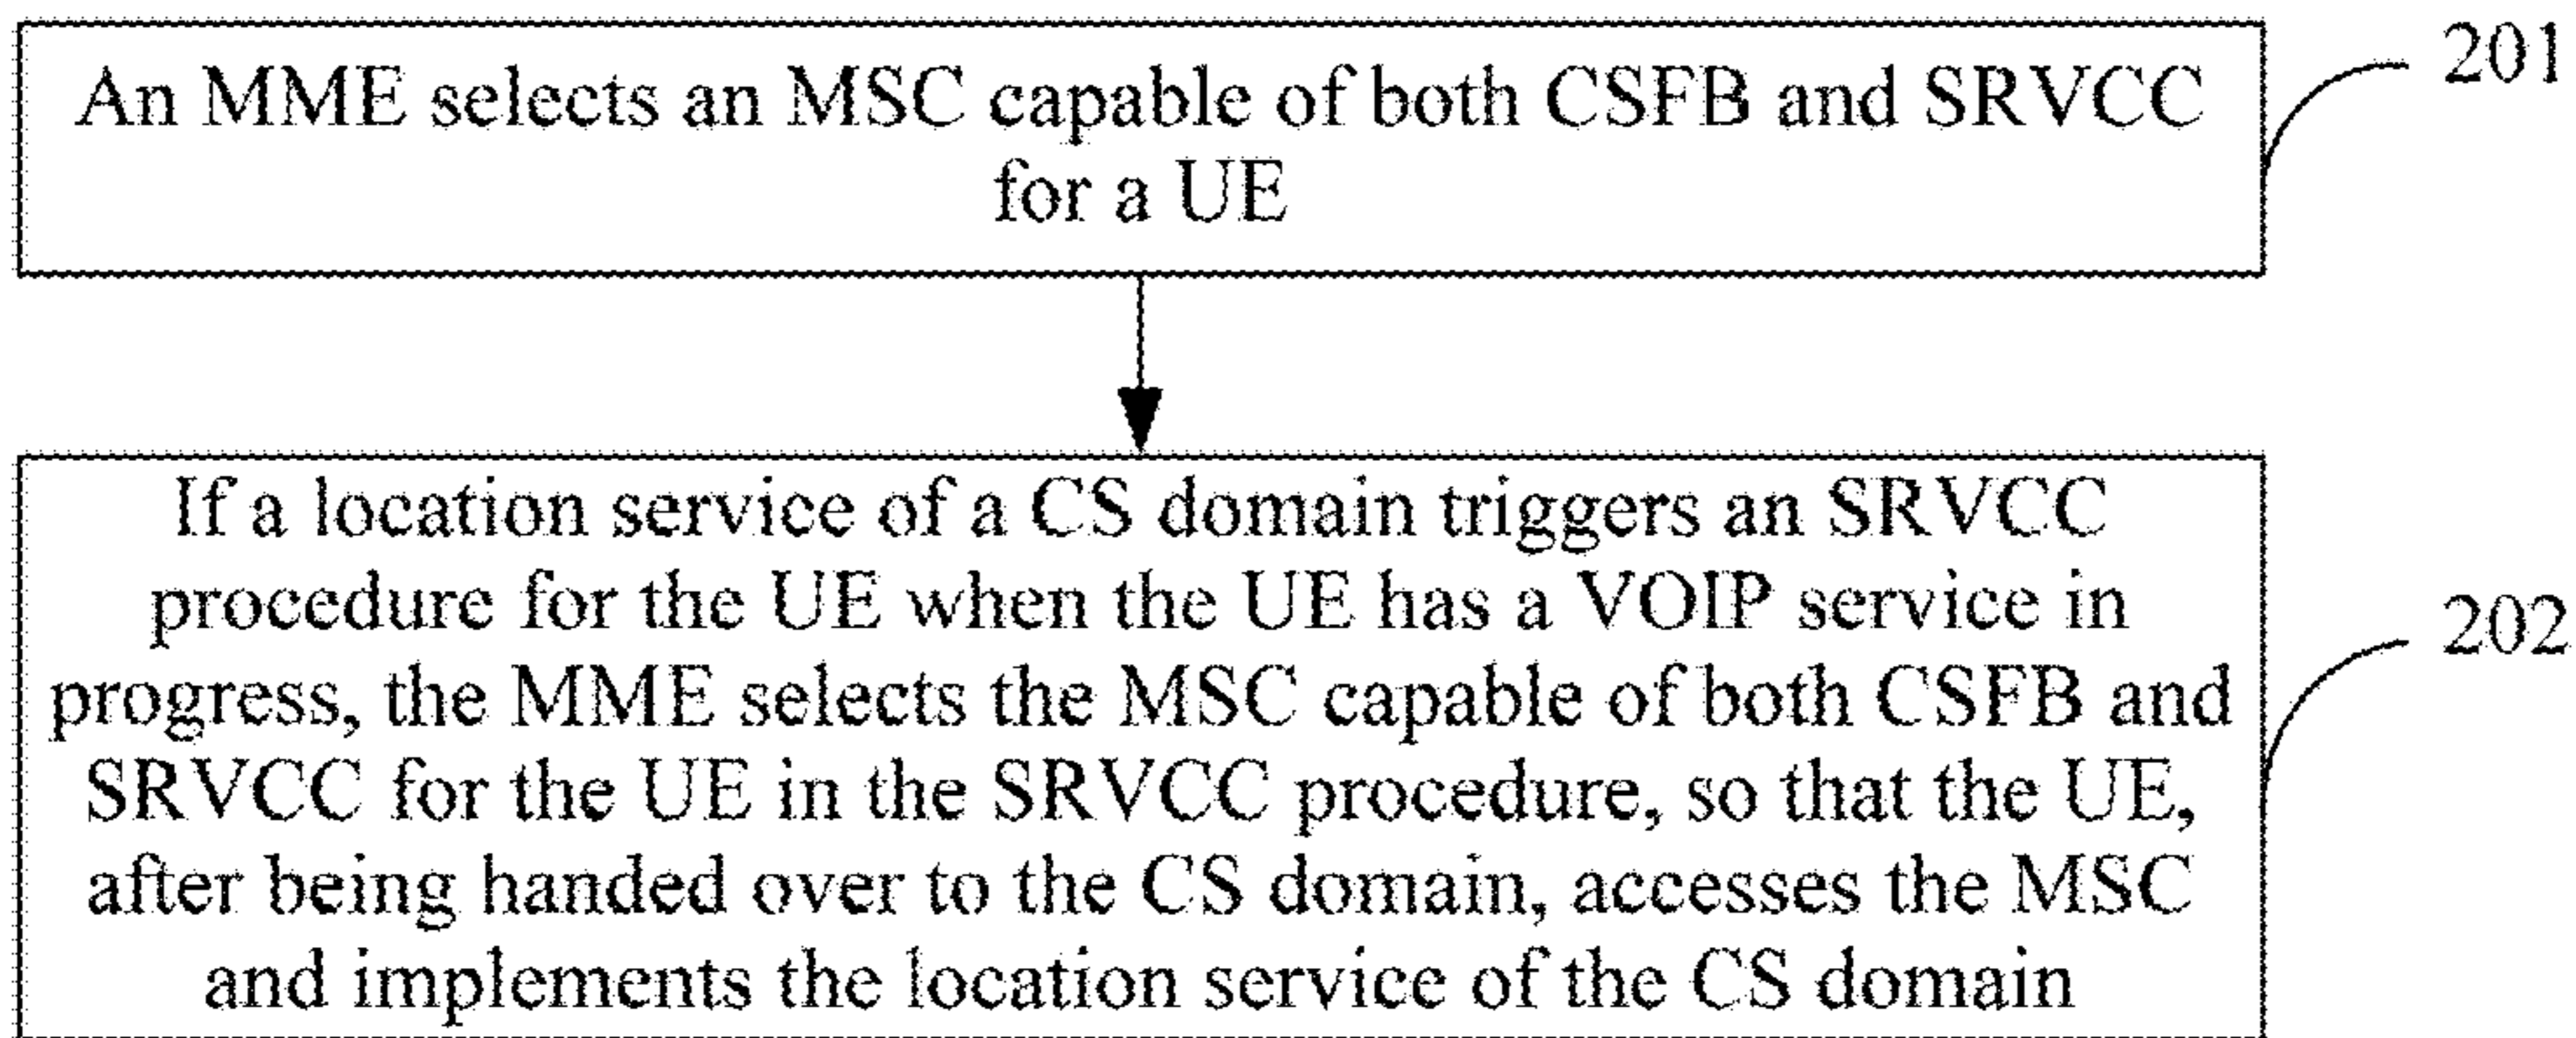 An MME selects an MSC capable of both CSFB and SRVCC
for a UE
201
If a location service of a CS domain triggers an SRVCC
procedure for the UE when the UE has a VOIP service in
progress, the MME selects the MSC capable of both CSFB and
SRVCC for the UE in the SRVCC procedure, so that the UE,
after being handed over to the CS domain, accesses the MSC
and implements the location service of the CS domain
202